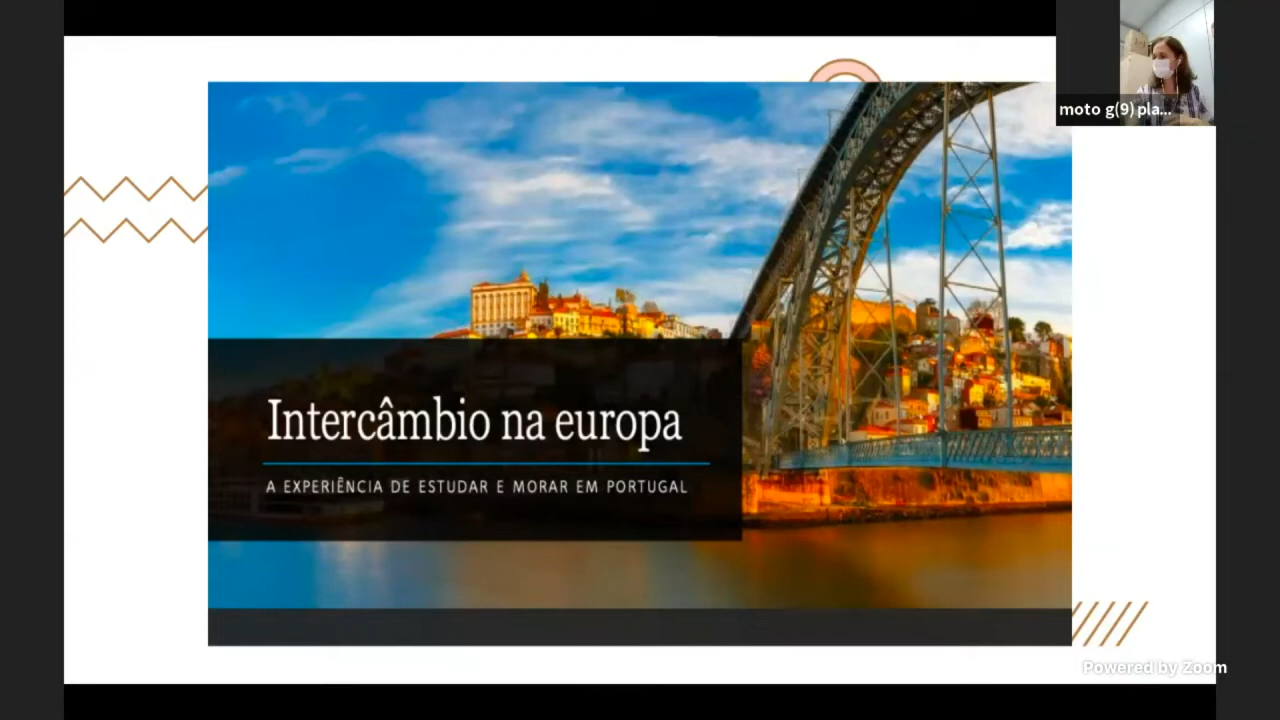 moto g(9) pla...
Intercâmbio na europa
A EXPERIÊNCIA DE ESTUDAR E MORAR EM PORTUGAL
Powered by Zoom